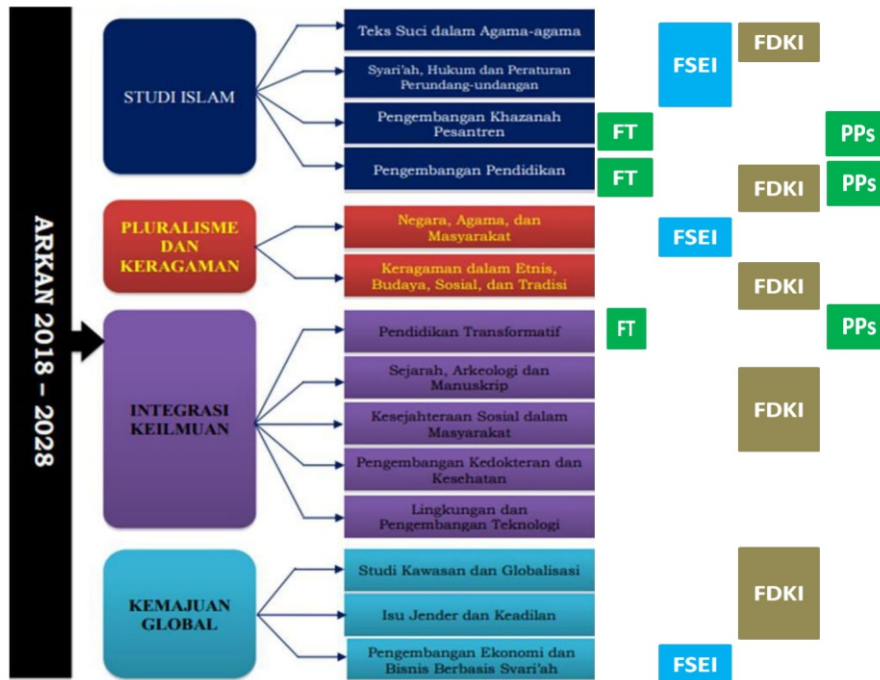 ARKAN 2018 – 2028
STUDI ISLAM
Teks Suci dalam Agama-agama
Syari'ah, Hukum dan Peraturan
Perundang-undangan
Pengembangan Khazanah
Pesantren
Pengembangan Pendidikan
FSEI
FDKI
FT
PPs
FT
FDKI
PPs
PLURALISME
DAN
KERAGAMAN
Negara, Agama, dan
Masyarakat
Keragaman dalam Etnis,
Budaya, Sosial, dan Tradisi
FSEI
FDKI
INTEGRASI
KEILMUAN
Pendidikan Transformatif
Sejarah, Arkeologi dan
Manuskrip
Kesejahteraan Sosial dalam
Masyarakat
Pengembangan Kedokteran dan
Kesehatan
Lingkungan dan
Pengembangan Teknologi
FT
PPs
FDKI
KEMAJUAN
GLOBAL
Studi Kawasan dan Globalisasi
Isu Jender dan Keadilan
Pengembangan Ekonomi dan
Bisnis Berbasis Svari'ah
FDKI
FSEI